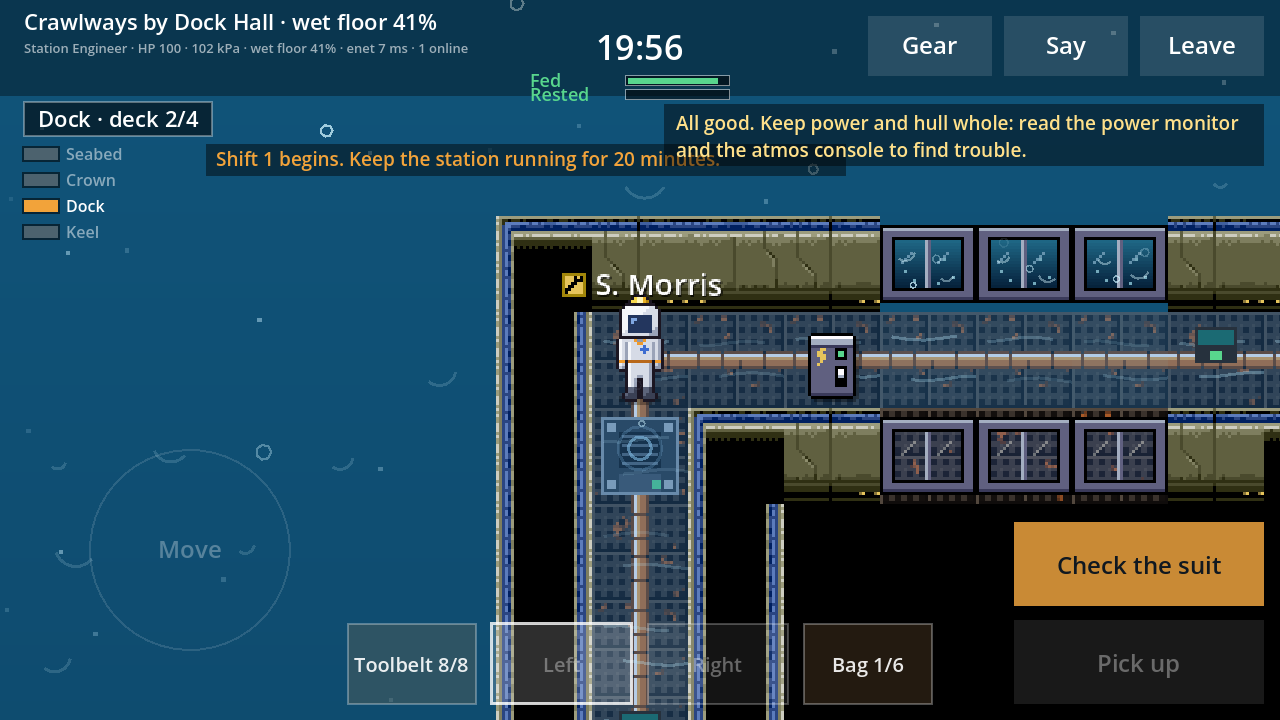 Crawlways by Dock Hall · wet floor 41%
Station Engineer · HP 100 · 102 kPa · wet floor 41% · enet 7 ms · 1 online
19:56
Fed
Rested
Gear
Say
Leave
Dock · deck 2/4
Seabed
Crown
Dock
Keel
Shift 1 begins. Keep the station running for 20 minutes.
All good. Keep power and hull whole: read the power monitor
and the atmos console to find trouble.
S. Morris
Move
Check the suit
Toolbelt 8/8
Left
Right
Bag 1/6
Pick up